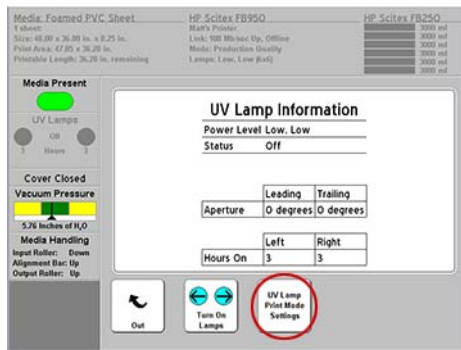 Media: Foamed PVC Sheet
1 sheet:
Size: 48.00 x 36.00 in. x 0.25 in.
Print Area: 47.85 x 36.20 in.
Printable Length: 36.20 in. remaining
HP Scitex FB950
Matt's Printer
Link: 100 Mb/sec Up, Offline
Mode: Production Quality
Lamps: Low, Low (6x6)
HP Scitex FB250
3000 ml
3000 ml
3000 ml
3000 ml
3000 ml
3000 ml
Media Present
UV Lamps
Off
3 Hours 3
Cover Closed
Vacuum Pressure
5.76 Inches of H₂O
Media Handling
Input Roller: Down
Alignment Bar: Up
Output Roller: Up
UV Lamp Information
Power Level Low, Low
Status Off
Leading Trailing
Aperture 0 degrees 0 degrees
Left Right
Hours On 3 3
Out
Turn On
Lamps
UV Lamp
Print Mode
Settings